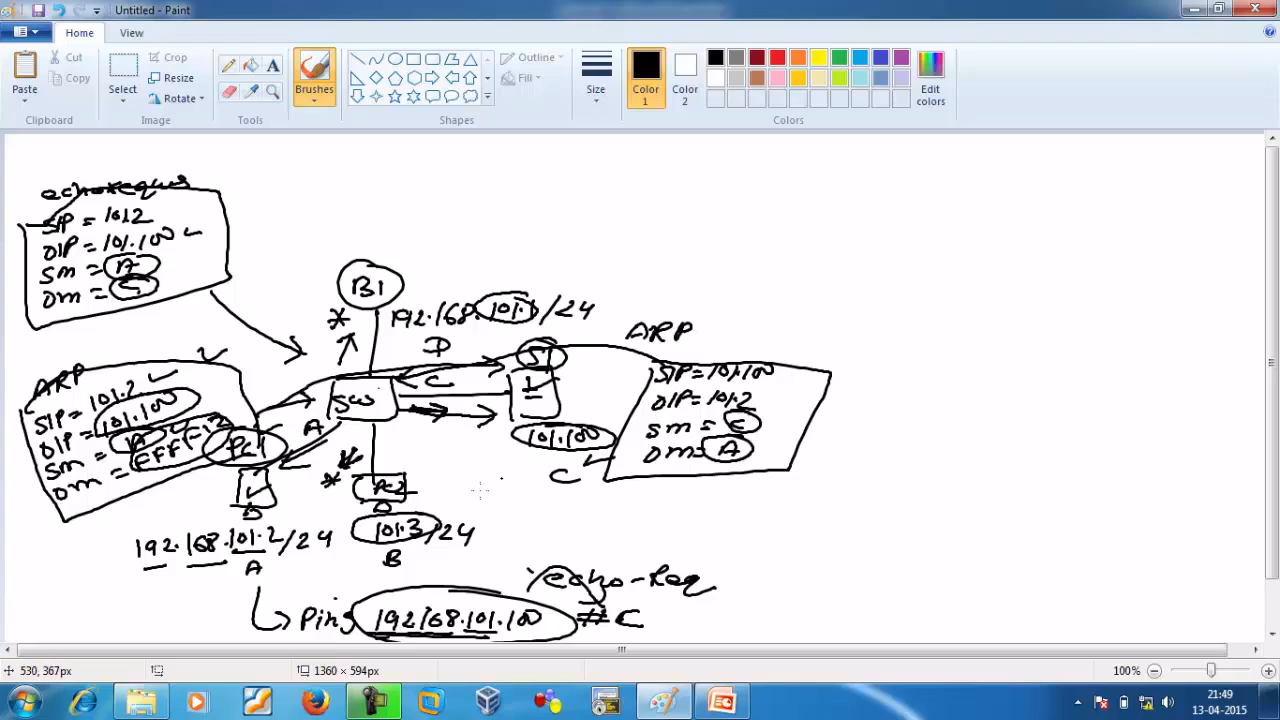 Untitled - Paint
Home
View
Paste
Cut
Copy
Clipboard
Select
Crop
Resize
Rotate
Image
Tools
Brushes
Outline
Fill
Shapes
Size
Color
1
Color
2
Edit
colors
Colors
SIP = 101.2
DIP = 101.100
SM = A
DM = C
192.168.101.1/24
D
ARP
SIP = 101.100
DIP = 101.2
SM = C
DM = A
SW
C
S1
101.100
C
ARP
SIP = 101.2
DIP = 101.100
SM = A
DM =
PC1
A
192.168.101.2/24
A
PC2
101.3/24
B
echo-Req
Ping 192.168.101.100 # C
530, 367px
1360 × 594px
100%
21:49
13-04-2015